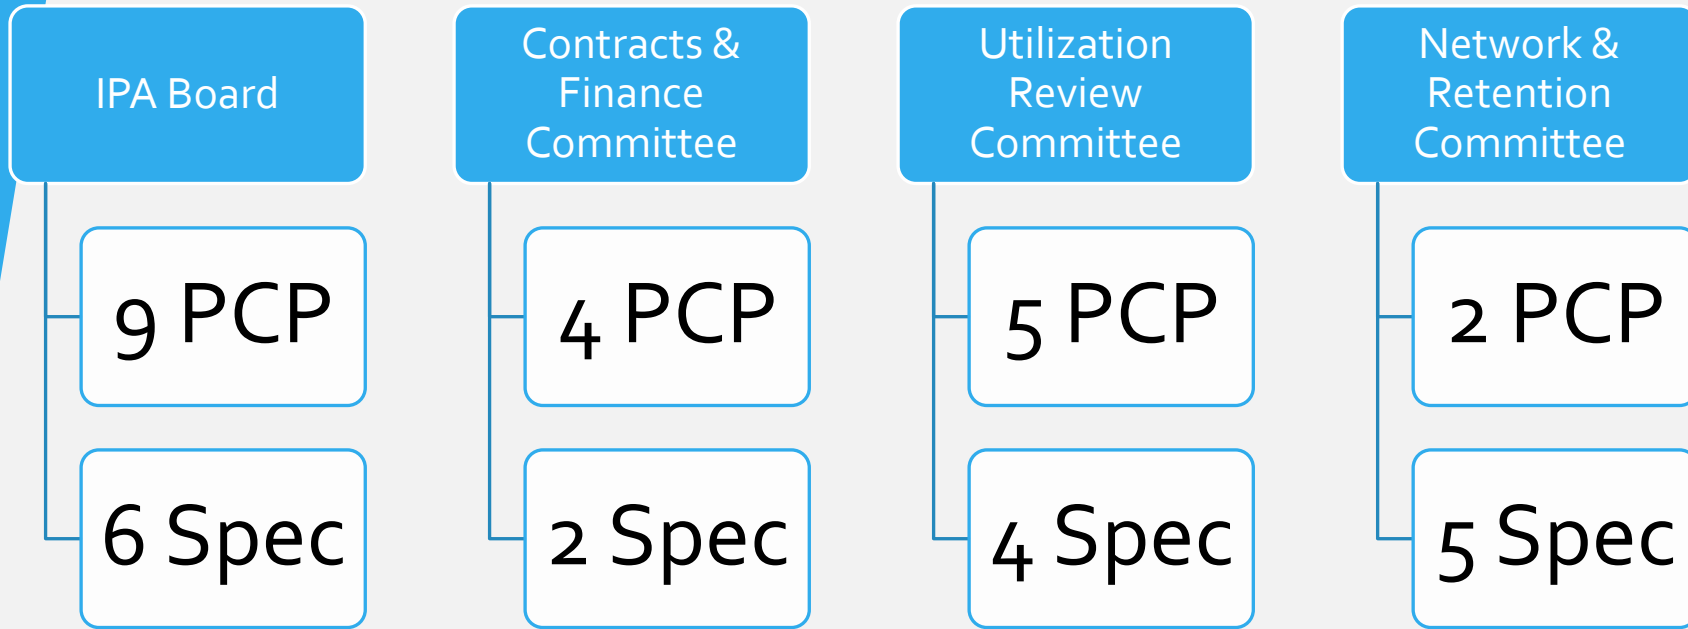 IPA Board
Contracts &
Finance
Committee
Utilization
Review
Committee
Network &
Retention
Committee
9 PCP
4 PCP
5 PCP
2 PCP
6 Spec
2 Spec
4 Spec
5 Spec